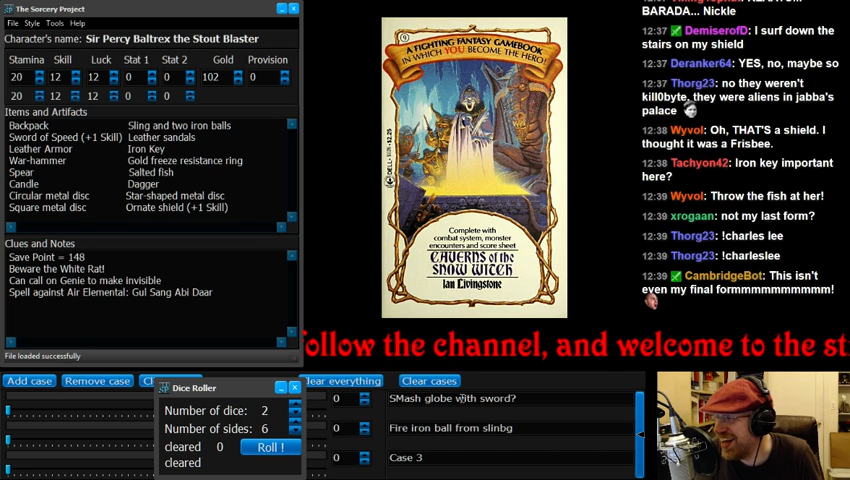 The Sorcery Project
File Style Tools Help
Character's name: Sir Percy Baltrex the Stout Blaster
Stamina Skill Luck Stat 1 Stat 2 Gold Provision
20 12 12 0 0 102 0
20 12 12 0 0
Items and Artifacts
Backpack
Sword of Speed (+1 Skill)
Leather Armor
War-hammer
Spear
Candle
Circular metal disc
Square metal disc
Sling and two iron balls
Leather sandals
Iron Key
Gold freeze resistance ring
Salted fish
Dagger
Star-shaped metal disc
Ornate shield (+1 Skill)
Clues and Notes
Save Point = 148
Beware the White Rat!
Can call on Genie to make invisible
Spell against Air Elemental: Gul Sang Abi Daar
File loaded successfully
A FIGHTING FANTASY GAMEBOOK
IN WHICH YOU BECOME THE HERO!
9
DELL
$2.25
Complete with
combat system, monster
encounters and score sheet
CAVERNS of the
SNOW WITCH
Ian Livingstone
BARADA... Nickle
12:37 DemiserofD: I surf down the
stairs on my shield
12:37 Deranker64: YES, no, maybe so
12:37 Thorg23: no they weren't
kill0byte, they were aliens in jabba's
palace
12:38 Wyvol: Oh, THAT'S a shield. I
thought it was a Frisbee.
12:38 Tachyon42: Iron key important
here?
12:39 Wyvol: Throw the fish at her!
12:39 xrogaan: not my last form?
12:39 Thorg23: !charles lee
12:39 Thorg23: !charleslee
12:39 CambridgeBot: This isn't
even my final formmmmmmmmm!
follow the channel, and welcome to the st
Add case Remove case
lear everything Clear cases
Dice Roller
Number of dice: 2
Number of sides: 6
cleared 0 Roll !
cleared
0 SMash globe with sword?
0 Fire iron ball from slinbg
0 Case 3